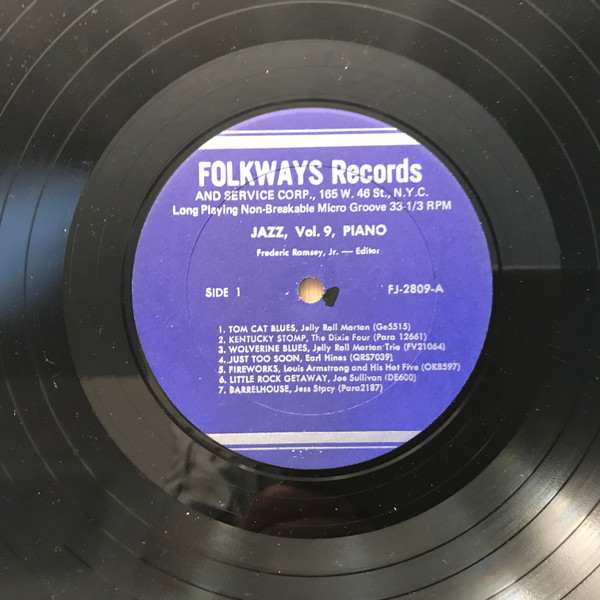 FOLKWAYS Records
AND SERVICE CORP., 165 W. 46 St., N.Y.C.
Long Playing Non-Breakable Micro Groove 33-1/3 RPM
JAZZ, Vol. 9, PIANO
Frederic Ramsey, Jr. — Editor
SIDE 1 FJ-2809-A
1. TOM CAT BLUES, Jelly Roll Morton (Ge5515)
2. KENTUCKY STOMP, The Dixie Four (Para 12661)
3. WOLVERINE BLUES, Jelly Roll Morton Trio (FV21064)
4. JUST TOO SOON, Earl Hines (QRS7039)
5. FIREWORKS, Louis Armstrong and His Hot Five (OK8597)
6. LITTLE ROCK GETAWAY, Joe Sullivan (DE600)
7. BARRELHOUSE, Jess Stacy (Para2187)